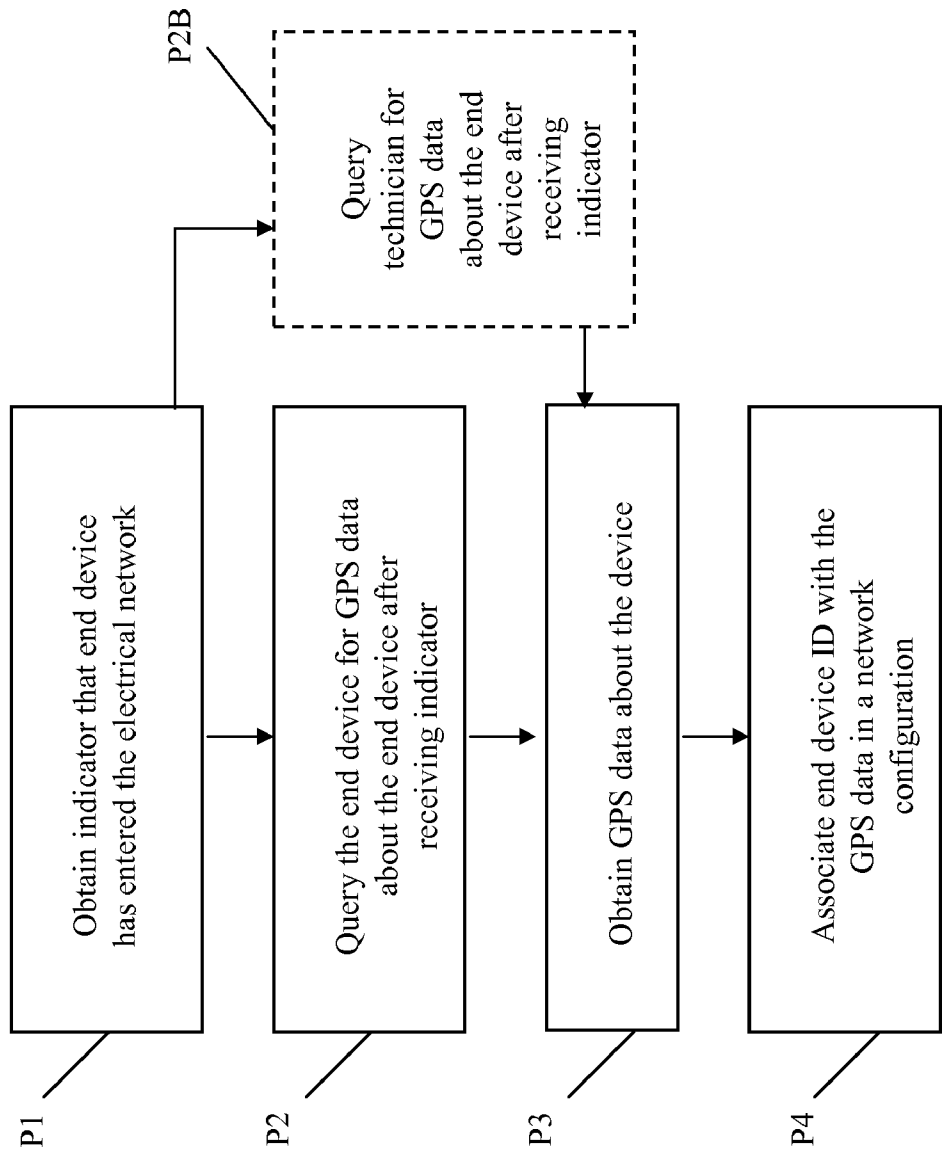 P1
Obtain indicator that end device
has entered the electrical network
P2
Query the end device for GPS data
about the end device after
receiving indicator
P2B
Query
technician for
GPS data
about the end
device after
receiving
indicator
P3
Obtain GPS data about the device
P4
Associate end device ID with the
GPS data in a network
configuration